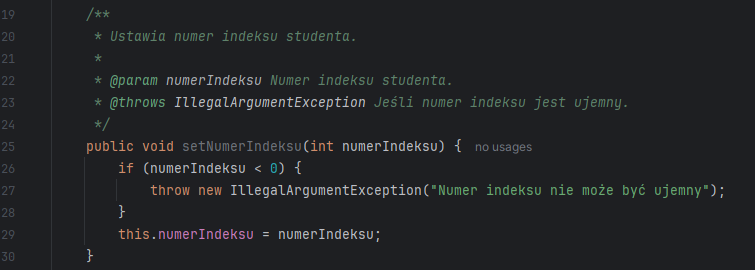 19 /**
20 * Ustawia numer indeksu studenta.
21 *
22 * @param numerIndeksu Numer indeksu studenta.
23 * @throws IllegalArgumentException Jeśli numer indeksu jest ujemny.
24 */
25 public void setNumerIndeksu(int numerIndeksu) { no usages
26 if (numerIndeksu < 0) {
27 throw new IllegalArgumentException("Numer indeksu nie może być ujemny");
28 }
29 this.numerIndeksu = numerIndeksu;
30 }